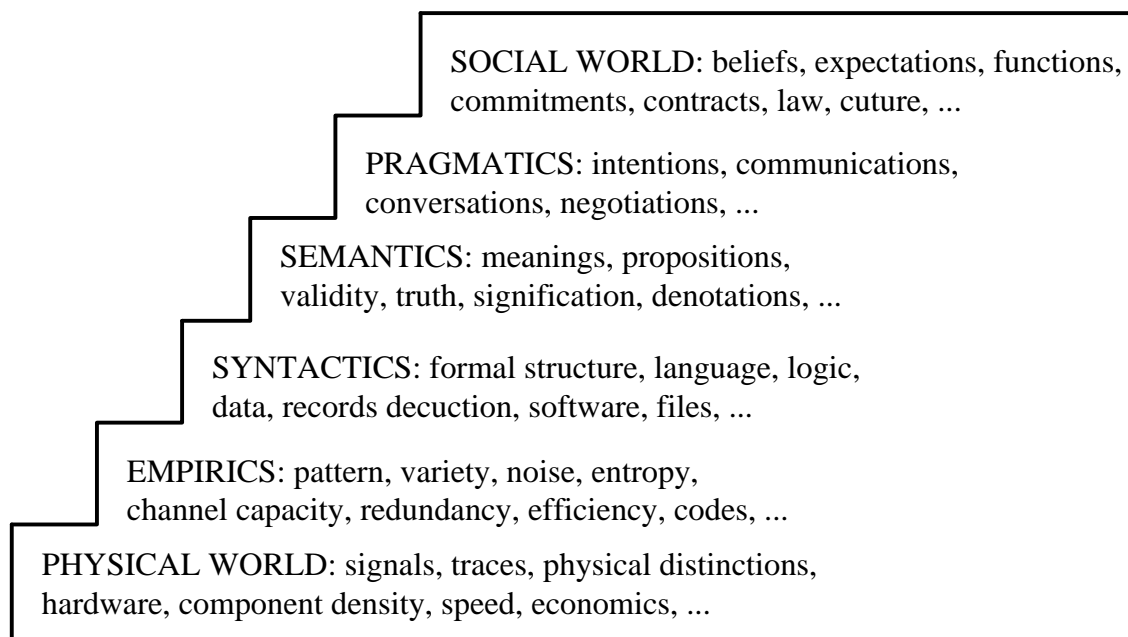 SOCIAL WORLD: beliefs, expectations, functions,
commitments, contracts, law, cuture, ...
PRAGMATICS: intentions, communications,
conversations, negotiations, ...
SEMANTICS: meanings, propositions,
validity, truth, signification, denotations, ...
SYNTACTICS: formal structure, language, logic,
data, records decuction, software, files, ...
EMPIRICS: pattern, variety, noise, entropy,
channel capacity, redundancy, efficiency, codes, ...
PHYSICAL WORLD: signals, traces, physical distinctions,
hardware, component density, speed, economics, ...